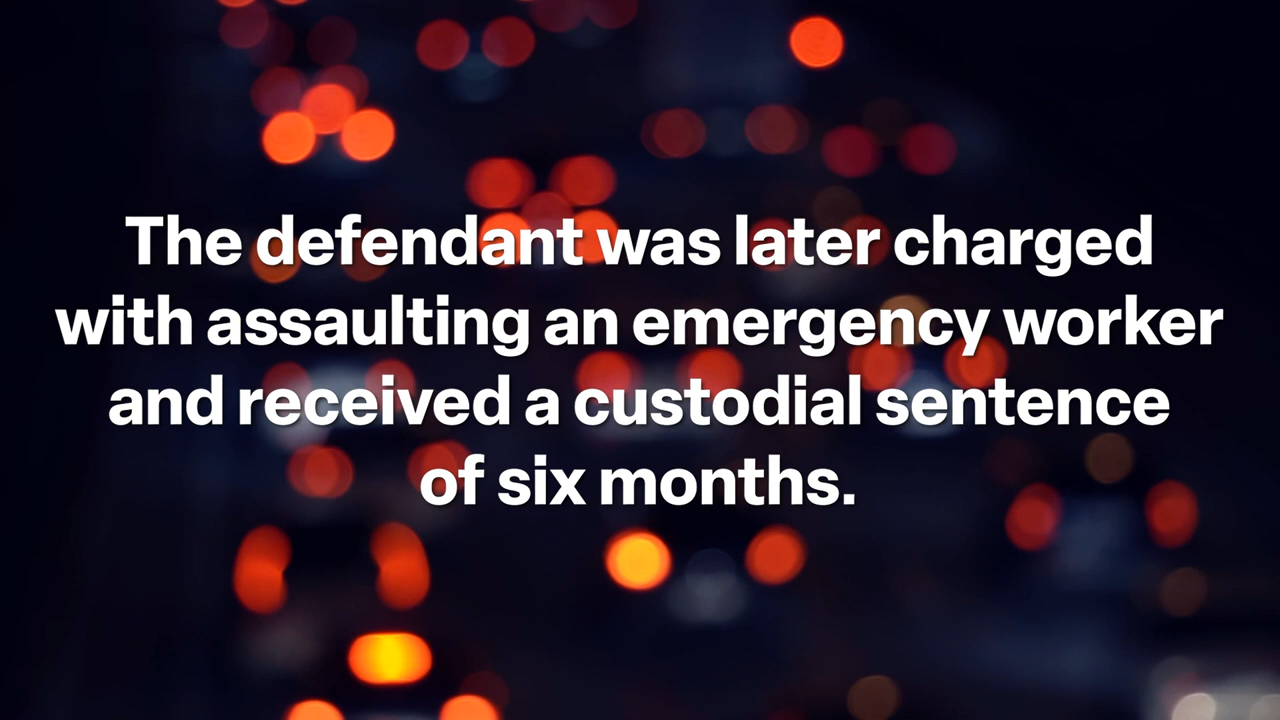 The defendant was later charged
with assaulting an emergency worker
and received a custodial sentence
of six months.